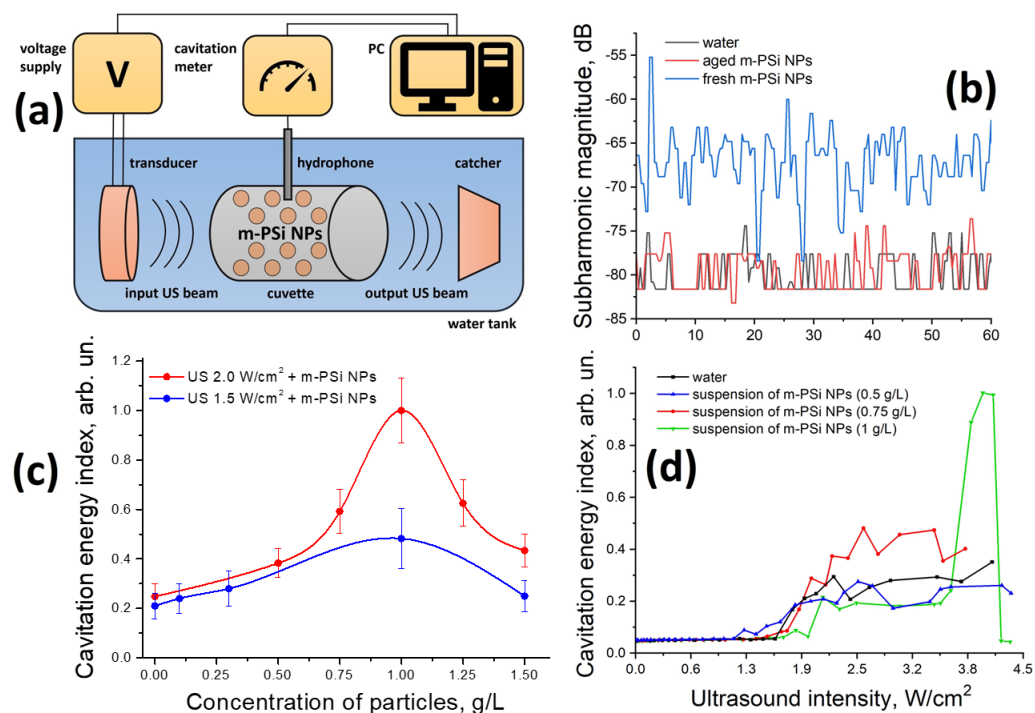 (a)
voltage
supply
V
cavitation
meter
PC
transducer
hydrophone
catcher
m-PSi NPs
input US beam
cuvette
output US beam
water tank
(b)
Subharmonic magnitude, dB
-55
-65
-75
-85
water
aged m-PSi NPs
fresh m-PSi NPs
0
10
20
30
40
50
60
(c)
Cavitation energy index, arb. un.
1.2
1.0
0.8
0.6
0.4
0.2
0.0
US 2.0 W/cm² + m-PSi NPs
US 1.5 W/cm² + m-PSi NPs
0.00
0.25
0.50
0.75
1.00
1.25
1.50
Concentration of particles, g/L
(d)
Cavitation energy index, arb. un.
1.0
0.8
0.6
0.4
0.2
0.0
water
suspension of m-PSi NPs (0.5 g/L)
suspension of m-PSi NPs (0.75 g/L)
suspension of m-PSi NPs (1 g/L)
0.0
0.6
1.3
1.9
2.5
3.2
3.8
4.5
Ultrasound intensity, W/cm²